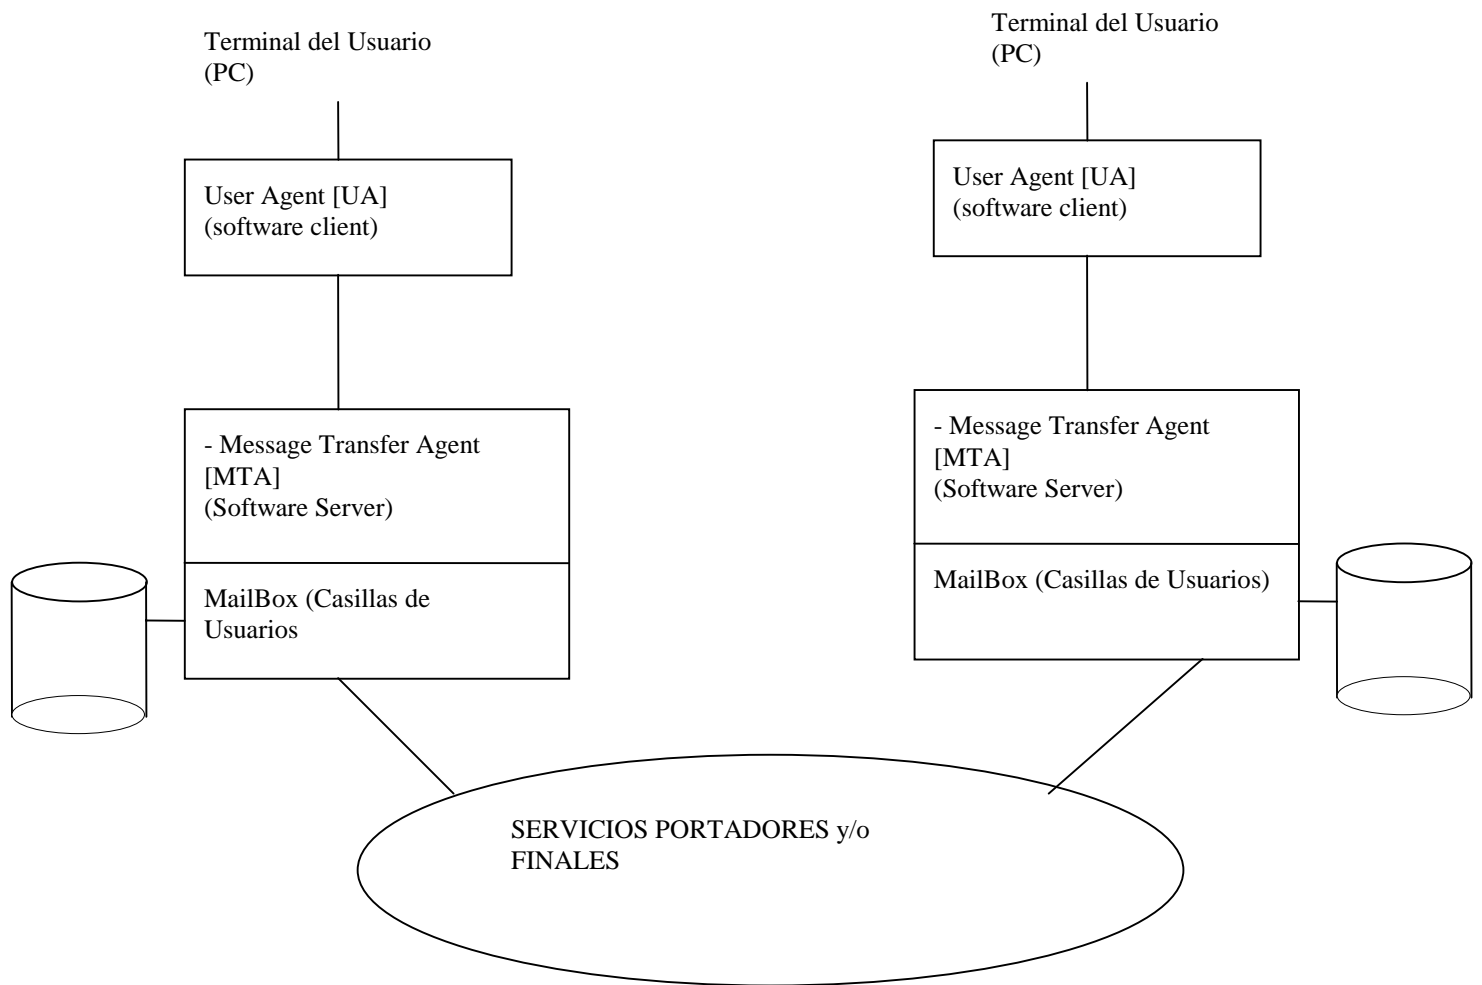 Terminal del Usuario
(PC)
User Agent [UA]
(software client)
- Message Transfer Agent
[MTA]
(Software Server)
MailBox (Casillas de
Usuarios
Terminal del Usuario
(PC)
User Agent [UA]
(software client)
- Message Transfer Agent
[MTA]
(Software Server)
MailBox (Casillas de Usuarios)
SERVICIOS PORTADORES y/o
FINALES